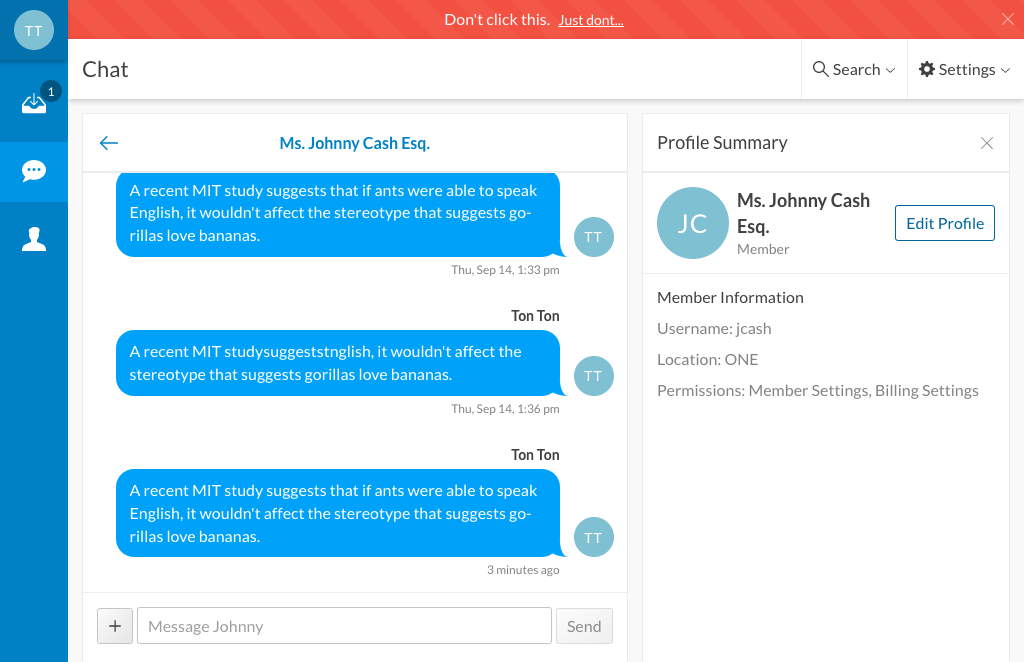 TT
Don't click this. Just dont...
1
Chat
Search
Settings
Ms. Johnny Cash Esq.
A recent MIT study suggests that if ants were able to speak
English, it wouldn't affect the stereotype that suggests go-
rillas love bananas.
TT
Thu, Sep 14, 1:33 pm
Ton Ton
A recent MIT studysuggeststnglish, it wouldn't affect the
stereotype that suggests gorillas love bananas.
TT
Thu, Sep 14, 1:36 pm
Ton Ton
A recent MIT study suggests that if ants were able to speak
English, it wouldn't affect the stereotype that suggests go-
rillas love bananas.
TT
3 minutes ago
+
Message Johnny
Send
Profile Summary
JC
Ms. Johnny Cash
Esq.
Member
Edit Profile
Member Information
Username: jcash
Location: ONE
Permissions: Member Settings, Billing Settings